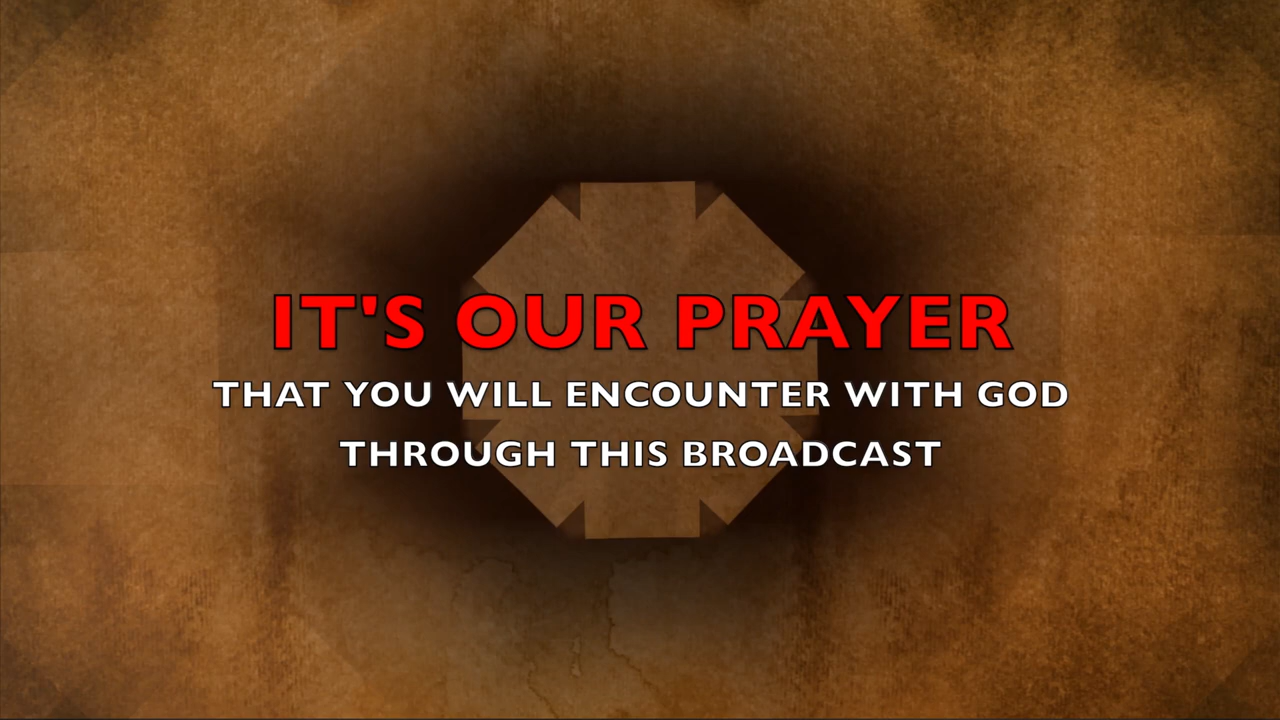 IT'S OUR PRAYER
THAT YOU WILL ENCOUNTER WITH GOD
THROUGH THIS BROADCAST